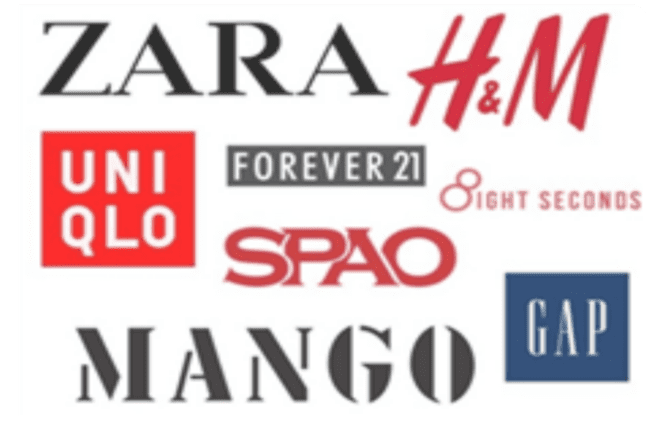 ZARA
H&M
UNI
QLO
FOREVER 21
8IGHT SECONDS
SPAO
GAP
MANGO